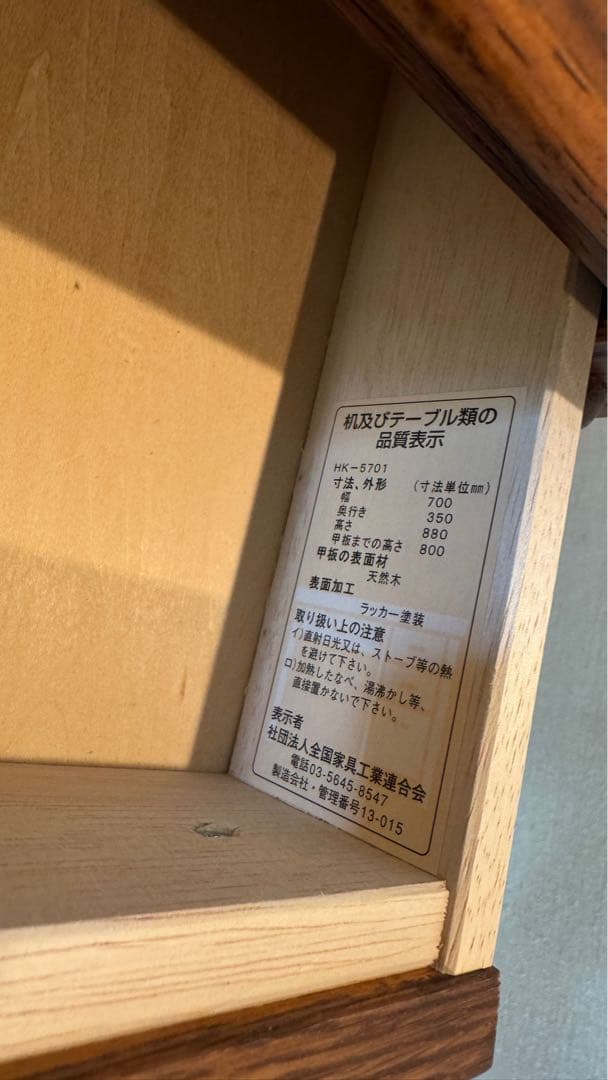 机及びテーブル類の
品質表示
HK-5701
寸法、外形 (寸法単位㎜)
幅 700
奥行き 350
高さ 880
甲板までの高さ 800
甲板の表面材
天然木
表面加工
ラッカー塗装
取り扱い上の注意
イ)直射日光又は、ストーブ等の熱
を避けて下さい。
ロ)加熱したなべ、湯沸かし等、
直接置かないで下さい。
表示者
社団法人全国家具工業連合会
電話03-5645-8547
製造会社・管理番号13-015